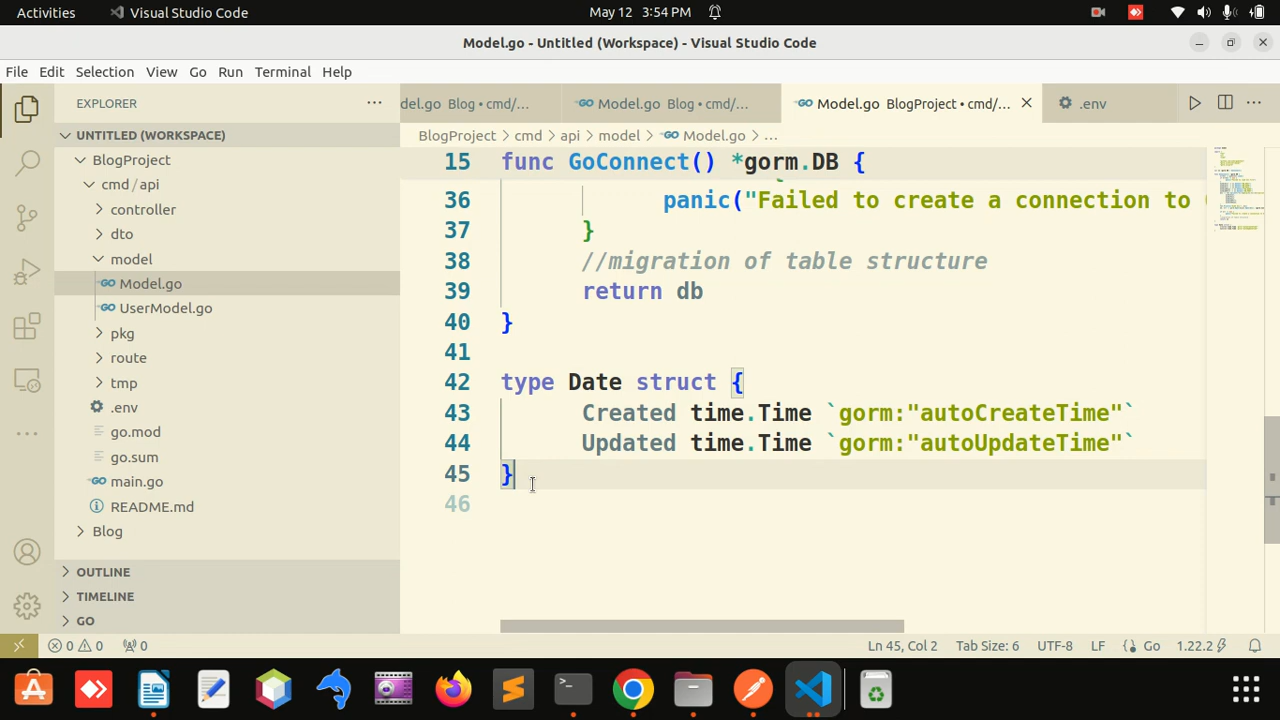 Activities
Visual Studio Code
May 12 3:54 PM
Model.go - Untitled (Workspace) - Visual Studio Code
File Edit Selection View Go Run Terminal Help
EXPLORER
del.go Blog • cmd/...
Model.go Blog • cmd/...
Model.go BlogProject • cmd/...
.env
UNTITLED (WORKSPACE)
BlogProject
cmd / api
controller
dto
model
Model.go
UserModel.go
pkg
route
tmp
.env
go.mod
go.sum
main.go
README.md
Blog
OUTLINE
TIMELINE
GO
BlogProject > cmd > api > model > Model.go > ...
15 func GoConnect() *gorm.DB {
36 panic("Failed to create a connection to
37 }
38 //migration of table structure
39 return db
40 }
41
42 type Date struct {
43 Created time.Time `gorm:"autoCreateTime"`
44 Updated time.Time `gorm:"autoUpdateTime"`
45 }
46
0 0 0
Ln 45, Col 2 Tab Size: 6 UTF-8 LF {} Go 1.22.2